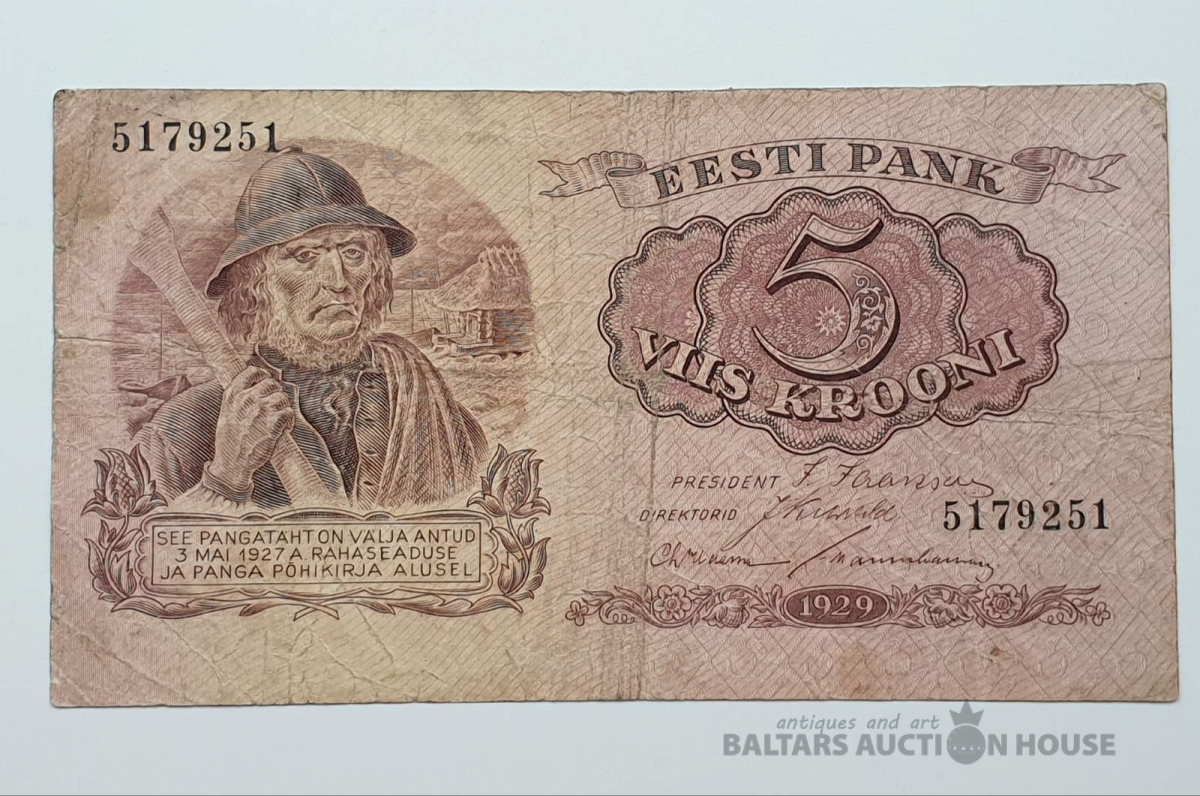 5179251
EESTI PANK
5
VIIS KROONI
PRESIDENT
DIREKTORID
5179251
SEE PANGATÄHT ON VÄLJA ANTUD
3 MAI 1927 A. RAHASEADUSE
JA PANGA PÕHIKIRJA ALUSEL
1929
antiques and art
BALTARS AUCTION HOUSE